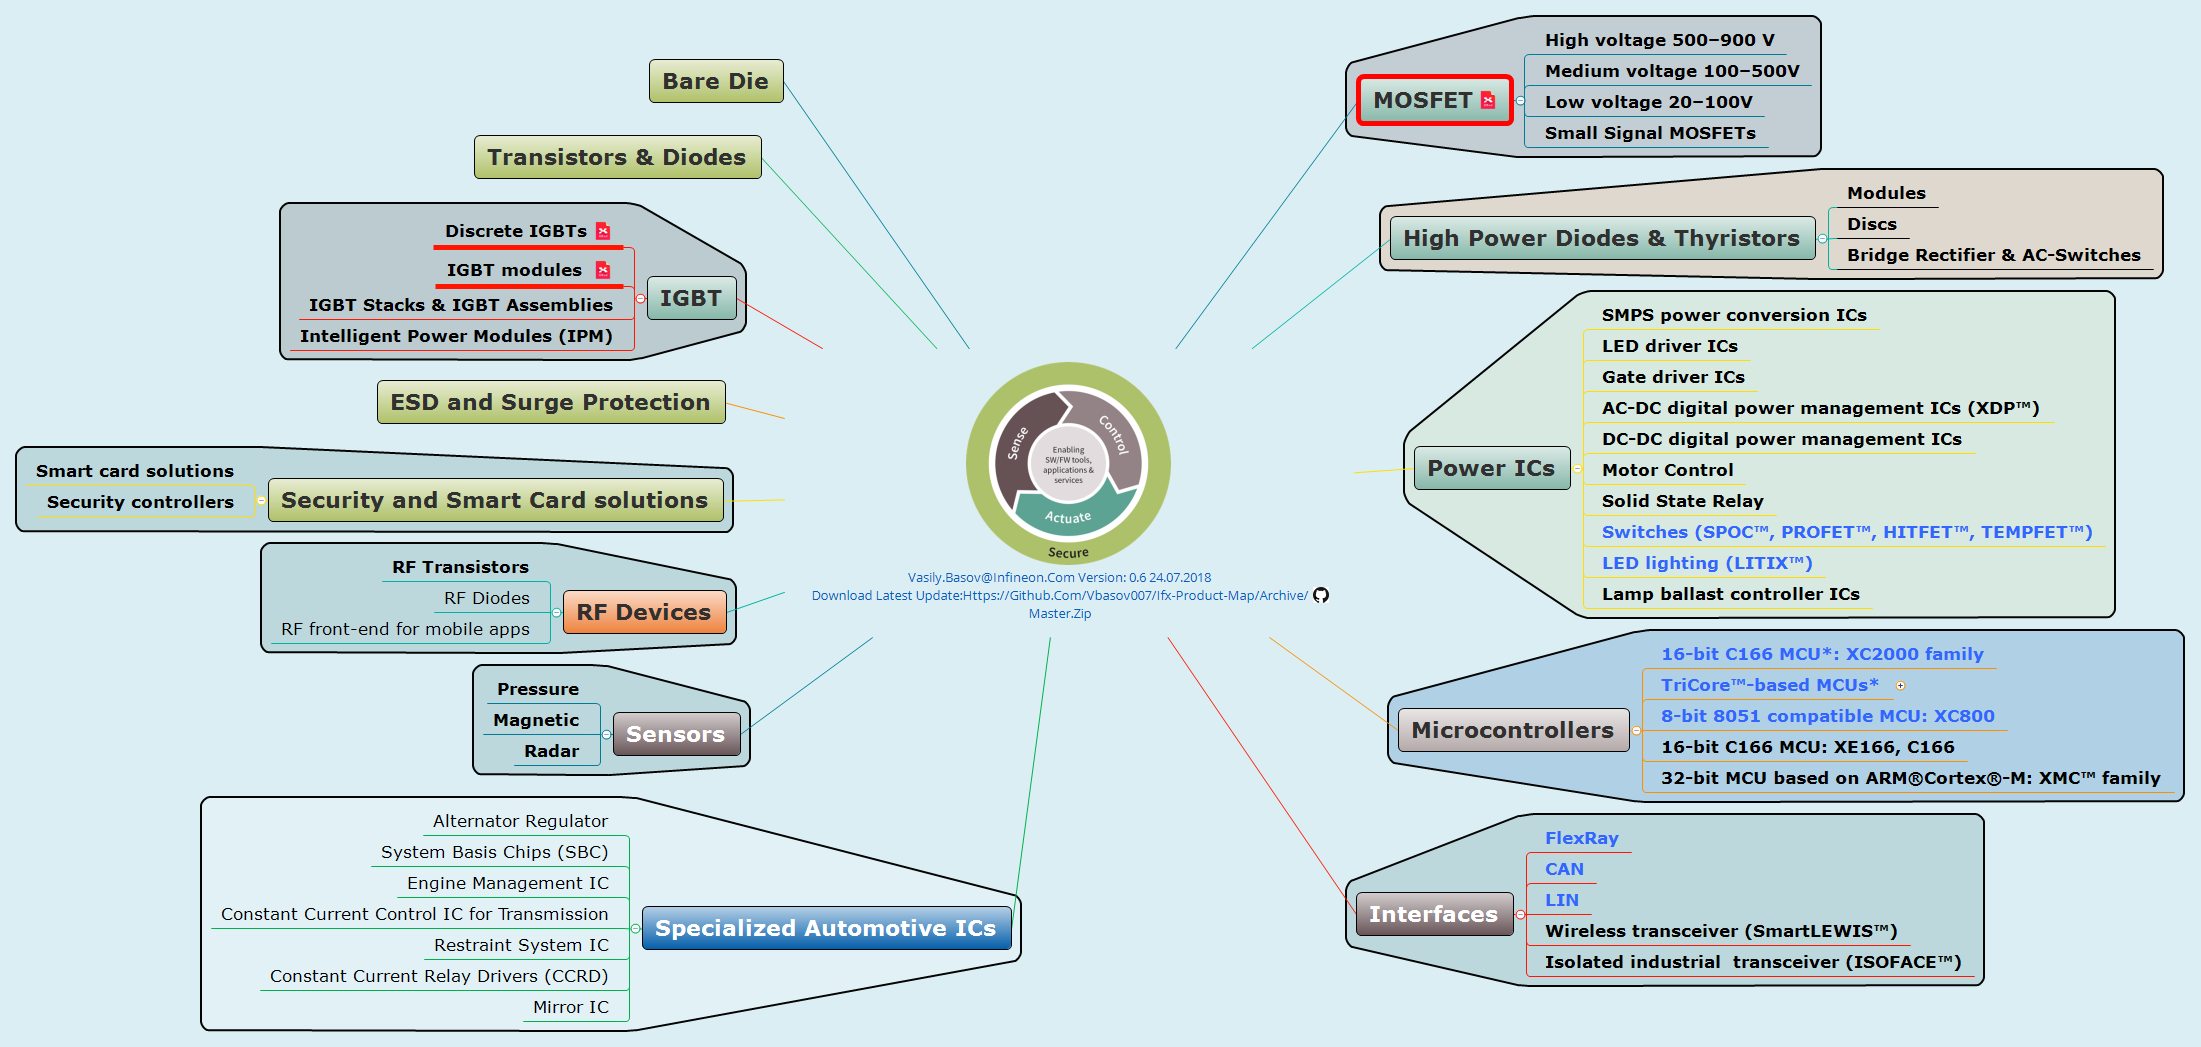 Bare Die
Transistors & Diodes
Discrete IGBTs
IGBT modules
IGBT Stacks & IGBT Assemblies
Intelligent Power Modules (IPM)
IGBT
ESD and Surge Protection
Smart card solutions
Security controllers
Security and Smart Card solutions
RF Transistors
RF Diodes
RF front-end for mobile apps
RF Devices
Pressure
Magnetic
Radar
Sensors
Alternator Regulator
System Basis Chips (SBC)
Engine Management IC
Constant Current Control IC for Transmission
Restraint System IC
Constant Current Relay Drivers (CCRD)
Mirror IC
Specialized Automotive ICs
Sense
Control
Actuate
Secure
Enabling
SW/FW tools,
applications &
services
Vasily.Basov@Infineon.Com Version: 0.6 24.07.2018
Download Latest Update:Https://Github.Com/Vbasov007/Ifx-Product-Map/Archive/
Master.Zip
MOSFET
High voltage 500–900 V
Medium voltage 100–500V
Low voltage 20–100V
Small Signal MOSFETs
High Power Diodes & Thyristors
Modules
Discs
Bridge Rectifier & AC-Switches
Power ICs
SMPS power conversion ICs
LED driver ICs
Gate driver ICs
AC-DC digital power management ICs (XDP™)
DC-DC digital power management ICs
Motor Control
Solid State Relay
Switches (SPOC™, PROFET™, HITFET™, TEMPFET™)
LED lighting (LITIX™)
Lamp ballast controller ICs
Microcontrollers
16-bit C166 MCU*: XC2000 family
TriCore™-based MCUs*
8-bit 8051 compatible MCU: XC800
16-bit C166 MCU: XE166, C166
32-bit MCU based on ARM®Cortex®-M: XMC™ family
Interfaces
FlexRay
CAN
LIN
Wireless transceiver (SmartLEWIS™)
Isolated industrial  transceiver (ISOFACE™)